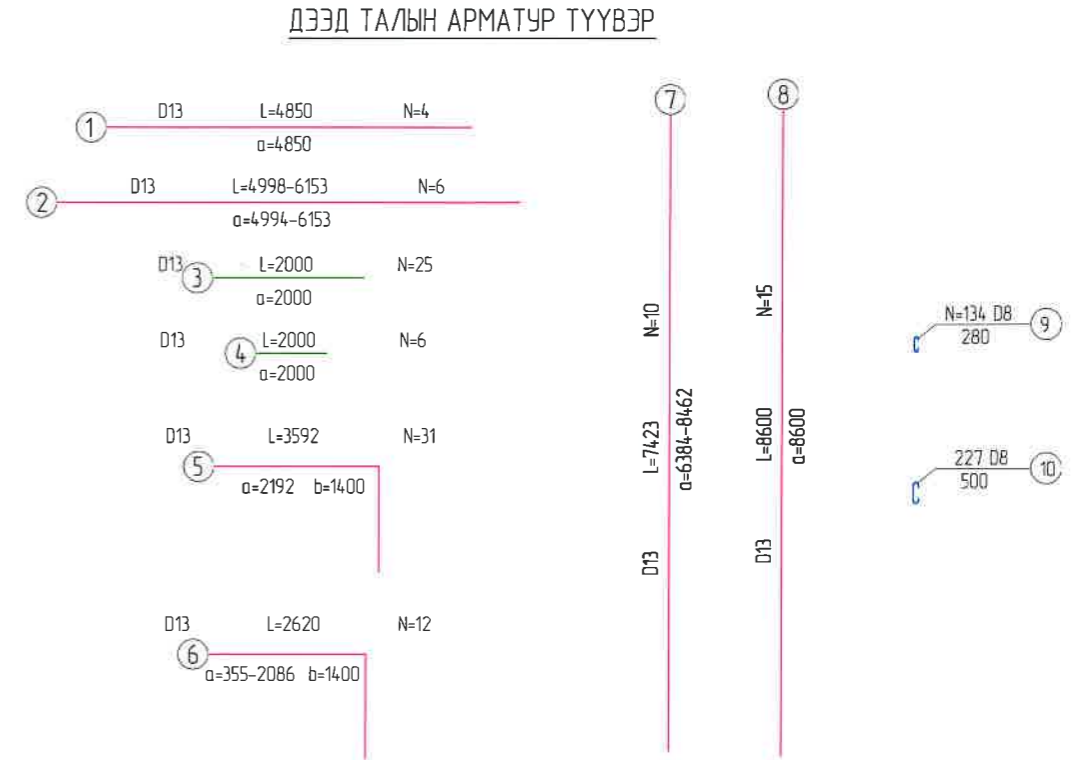 ДЭЭД ТАЛЫН АРМАТУР ТҮҮВЭР
1 D13 L=4850 N=4
a=4850
2 D13 L=4998-6153 N=6
a=4994-6153
D13 3 L=2000 N=25
a=2000
D13 4 L=2000 N=6
a=2000
D13 L=3592 N=31
5
a=2192 b=1400
D13 L=2620 N=12
6
a=355-2086 b=1400
7
D13 L=7423 N=10
a=6384-8462
8
D13 L=8600 N=15
a=8600
N=134 D8 9
280
227 D8 10
500